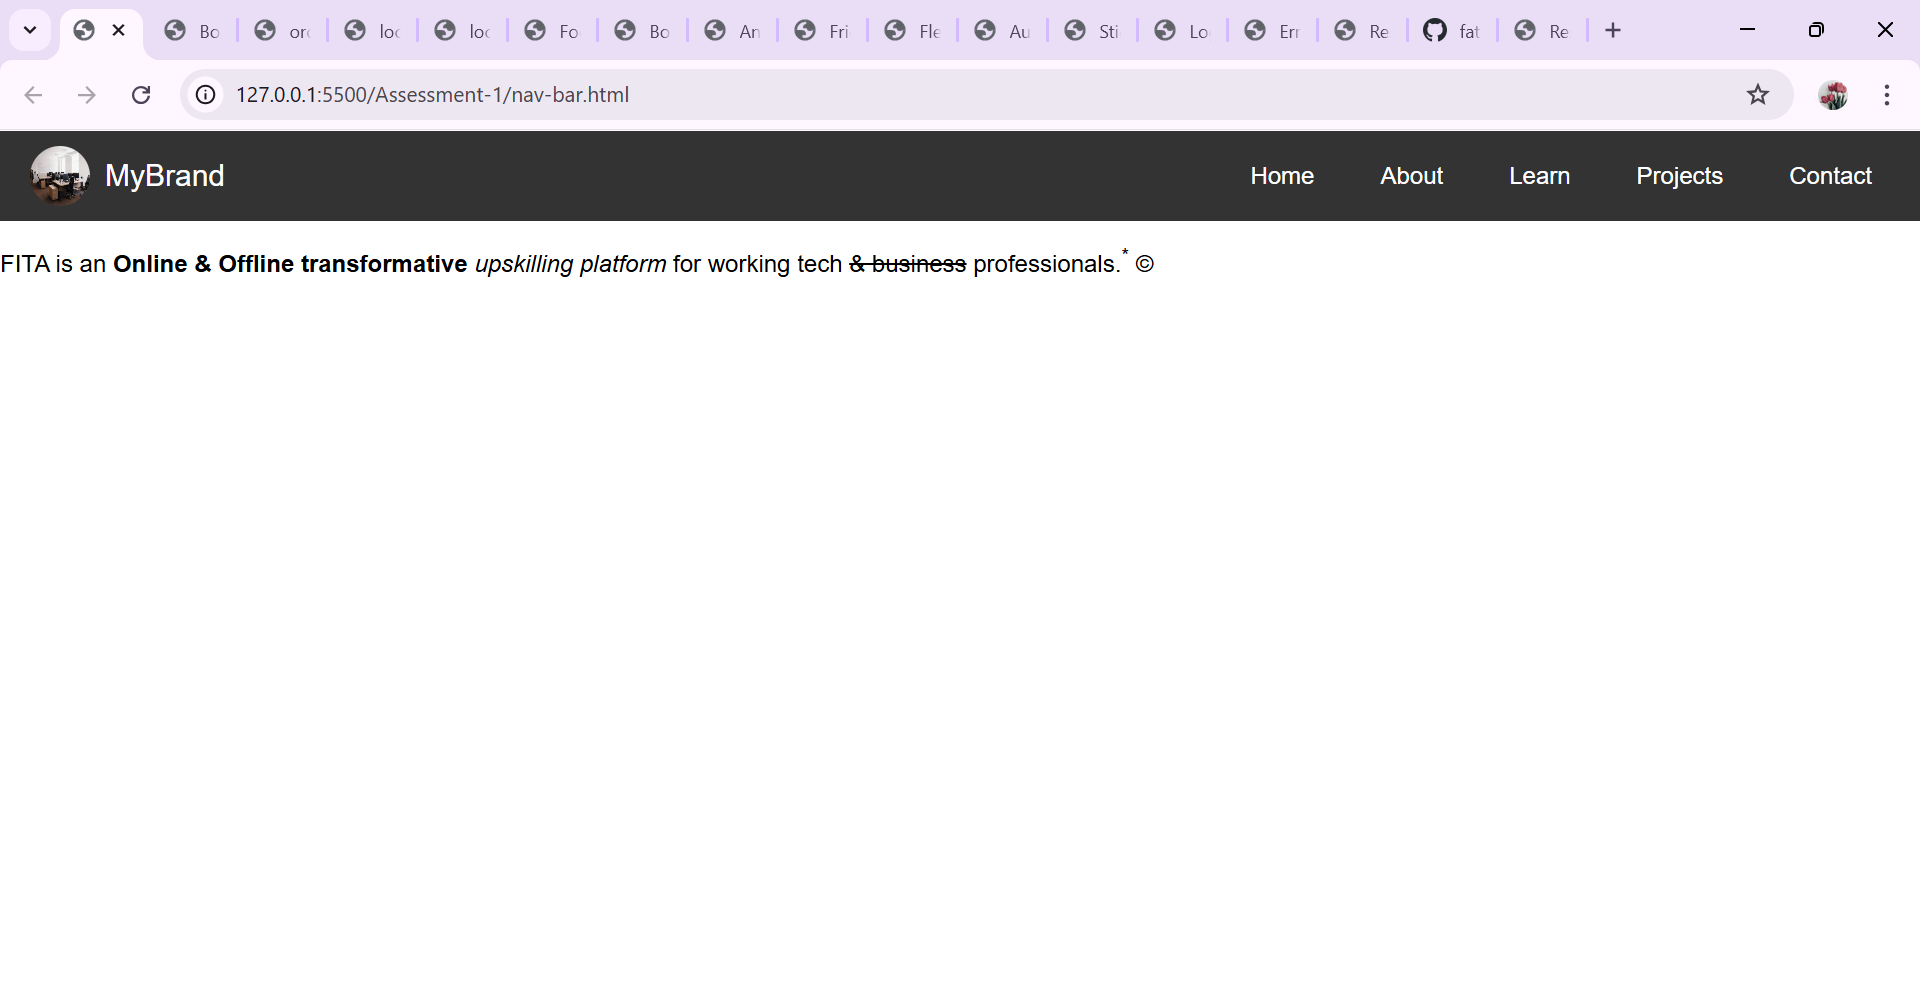 Bo or loc loc Fo Bo An Fri Fle Au Sti Lo Err Re fat Re
127.0.0.1:5500/Assessment-1/nav-bar.html
MyBrand Home About Learn Projects Contact
FITA is an Online & Offline transformative upskilling platform for working tech & business professionals.* ©